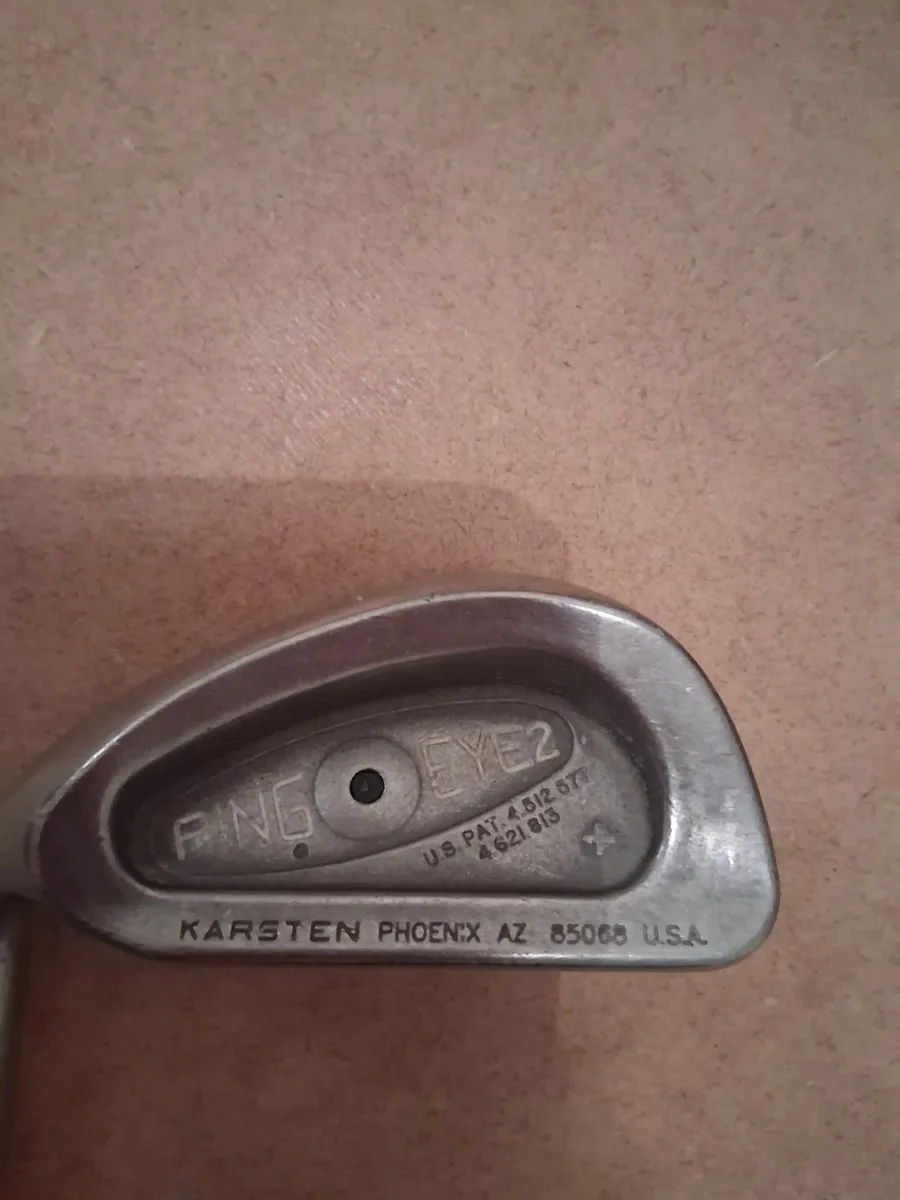 PING EYE2
U.S. PAT. 4.512.577
4.621.813
+
KARSTEN PHOENIX AZ 85068 U.S.A.